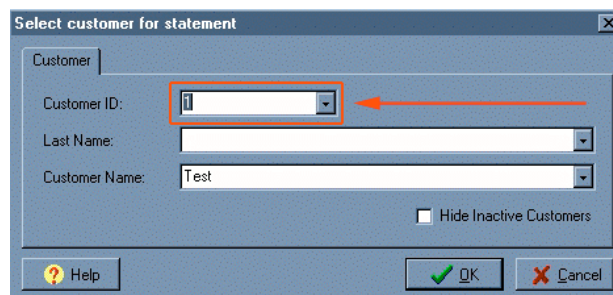 Select customer for statement
Customer
Customer ID: 1
Last Name:
Customer Name: Test
Hide Inactive Customers
Help OK Cancel